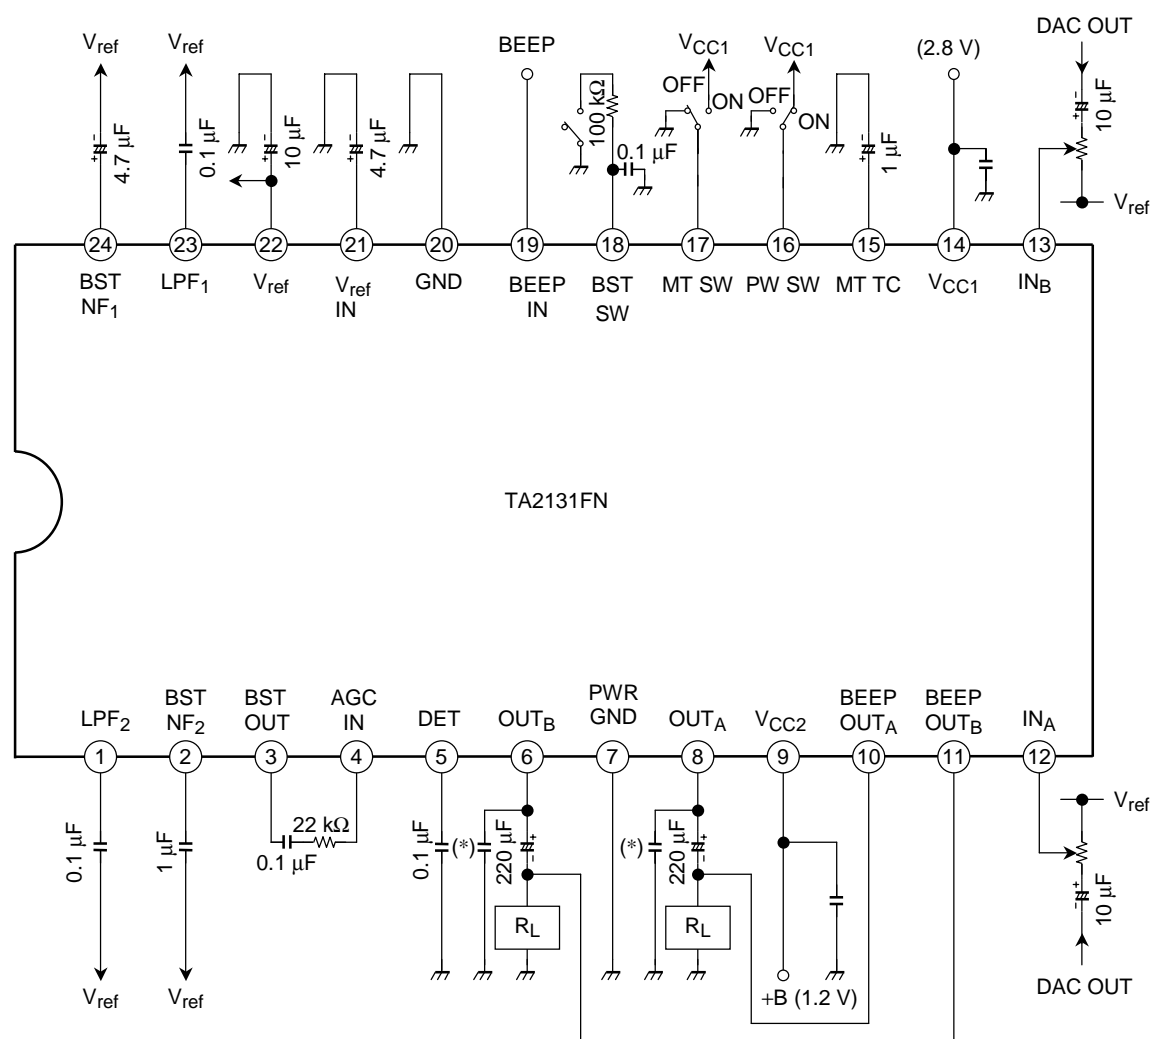 DAC OUT
Vref
Vref
BEEP
VCC1
VCC1
(2.8 V)
OFF
ON
OFF
ON
100 kΩ
0.1 µF
4.7 µF
0.1 µF
10 µF
4.7 µF
1 µF
10 µF
Vref
24
23
22
21
20
19
18
17
16
15
14
13
BST NF1
LPF1
Vref
Vref IN
GND
BEEP IN
BST SW
MT SW
PW SW
MT TC
VCC1
INB
TA2131FN
LPF2
BST NF2
BST OUT
AGC IN
DET
OUTB
PWR GND
OUTA
VCC2
BEEP OUTA
BEEP OUTB
INA
1
2
3
4
5
6
7
8
9
10
11
12
Vref
0.1 µF
1 µF
22 kΩ
0.1 µF
0.1 µF
(*)
220 µF
(*)
220 µF
10 µF
RL
RL
Vref
Vref
+B (1.2 V)
DAC OUT